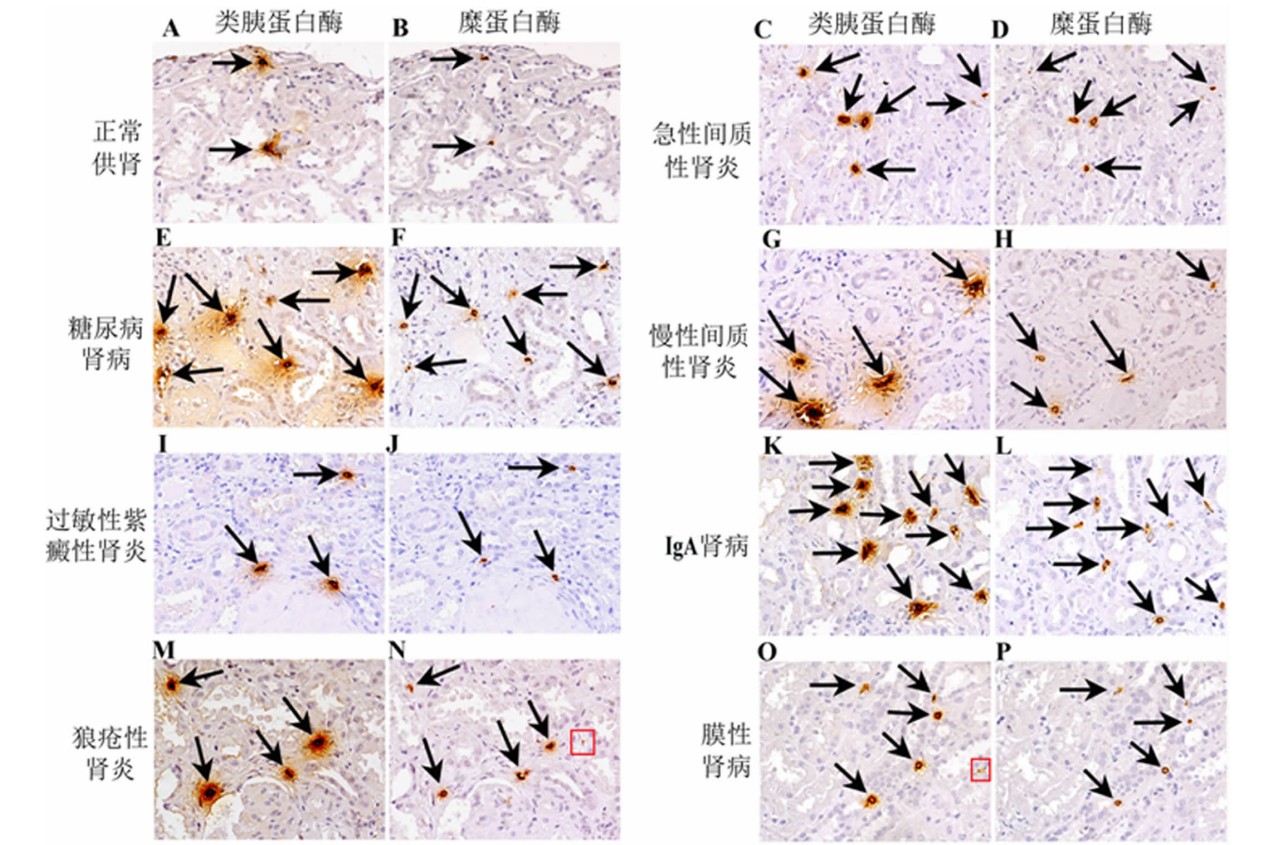 A 类胰蛋白酶 B 糜蛋白酶 C 类胰蛋白酶 D 糜蛋白酶
正常
供肾
急性间质
性肾炎
E F G H
糖尿病
肾病
慢性间质
性肾炎
I J K L
过敏性紫
癜性肾炎
IgA肾病
M N O P
狼疮性
肾炎
膜性
肾病